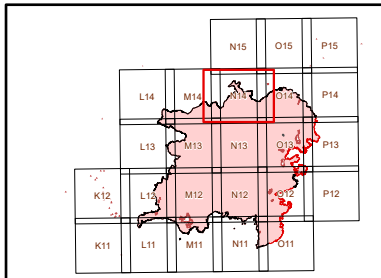 N15 O15 P15
L14 M14 N14 O14 P14
L13 M13 N13 O13 P13
K12 L12 M12 N12 O12 P12
K11 L11 M11 N11 O11